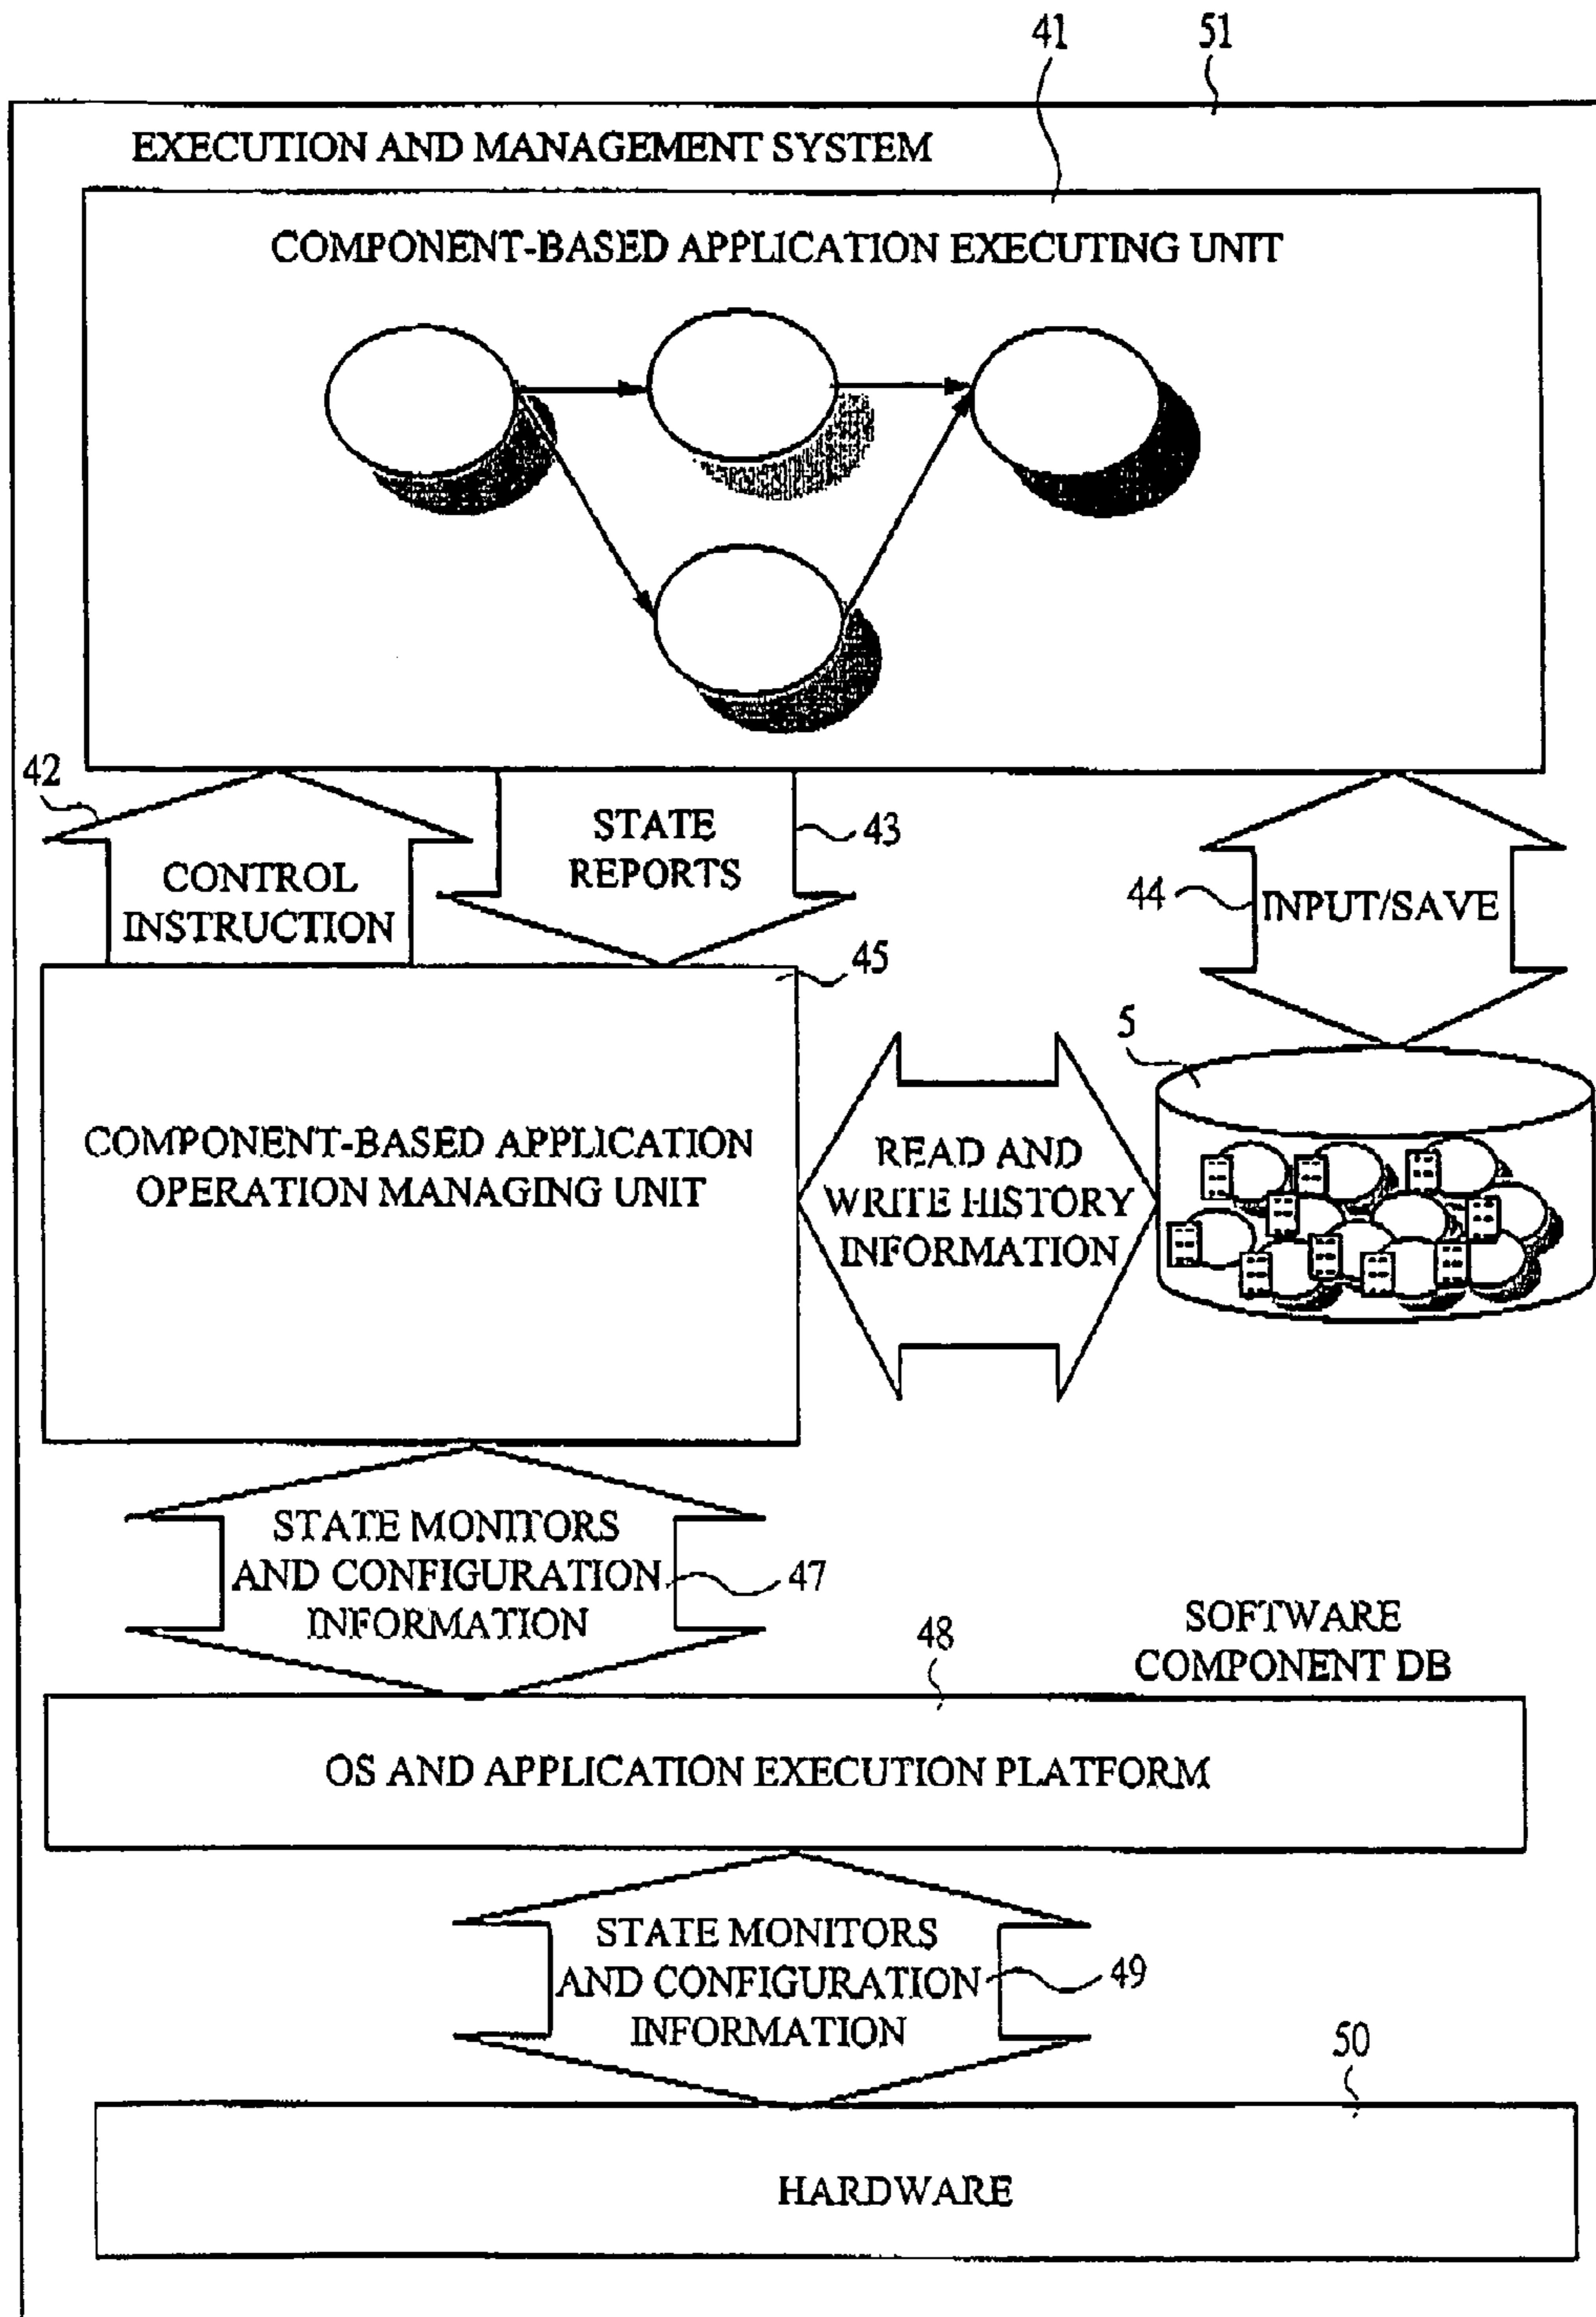 41
51
EXECUTION AND MANAGEMENT SYSTEM
COMPONENT-BASED APPLICATION EXECUTING UNIT
42
CONTROL
INSTRUCTION
STATE
REPORTS
43
44
INPUT/SAVE
45
5
COMPONENT-BASED APPLICATION
OPERATION MANAGING UNIT
READ AND
WRITE HISTORY
INFORMATION
STATE MONITORS
AND CONFIGURATION
INFORMATION
47
SOFTWARE
COMPONENT DB
48
OS AND APPLICATION EXECUTION PLATFORM
STATE MONITORS
AND CONFIGURATION
INFORMATION
49
50
HARDWARE